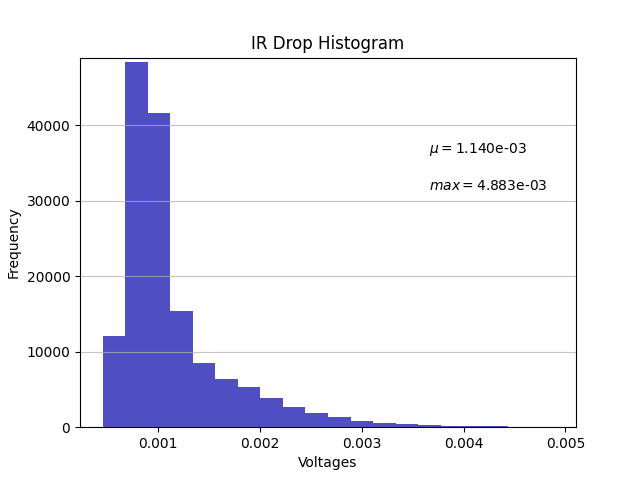 IR Drop Histogram
40000
30000
20000
10000
0
Frequency
μ = 1.140e-03
max = 4.883e-03
0.001 0.002 0.003 0.004 0.005
Voltages